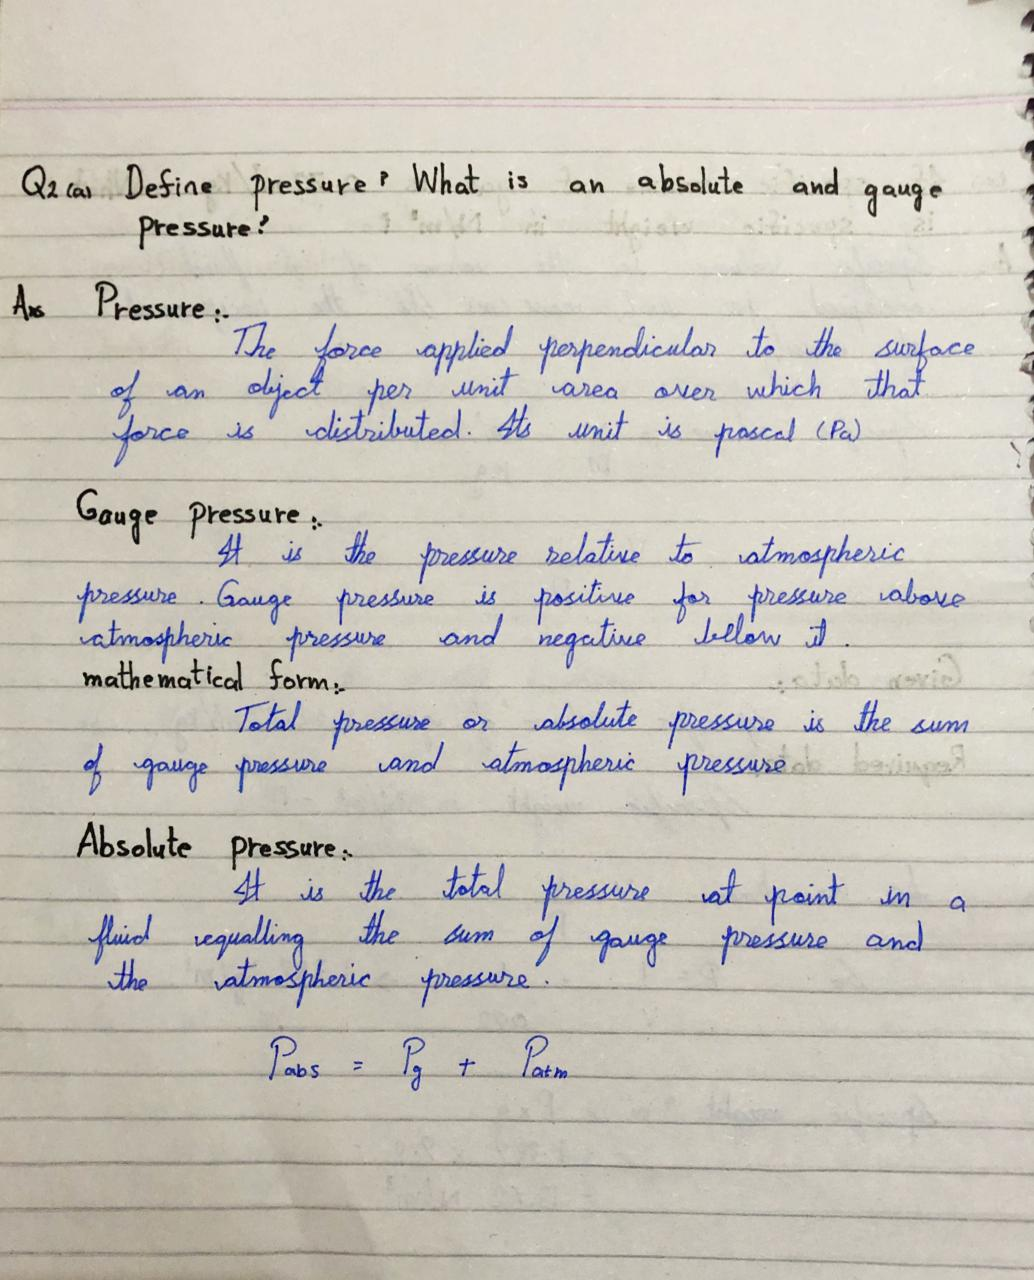 Q2(a) Define pressure? What is an absolute and gauge
pressure?
Ans Pressure:-
The force applied perpendicular to the surface
of an object per unit area over which that
force is distributed. Its unit is pascal (Pa)
Gauge pressure:-
It is the pressure relative to atmospheric
pressure. Gauge pressure is positive for pressure above
atmospheric pressure and negative bellow it.
mathematical form:-
Total pressure or absolute pressure is the sum
of gauge pressure and atmospheric pressure
Absolute pressure:-
It is the total pressure at point in a
fluid equalling the sum of gauge pressure and
the atmospheric pressure.
Pabs = Pg + Patm